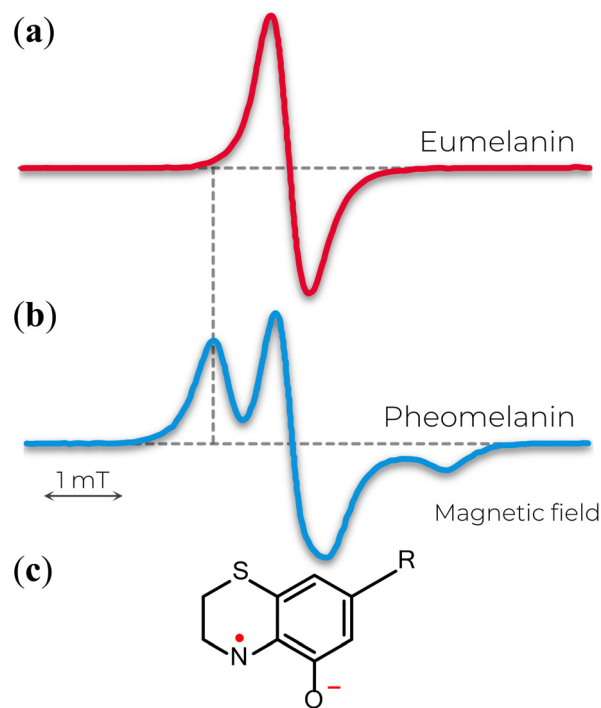 (a)
Eumelanin
(b)
Pheomelanin
1 mT
Magnetic field
(c)
S
R
N
O
−